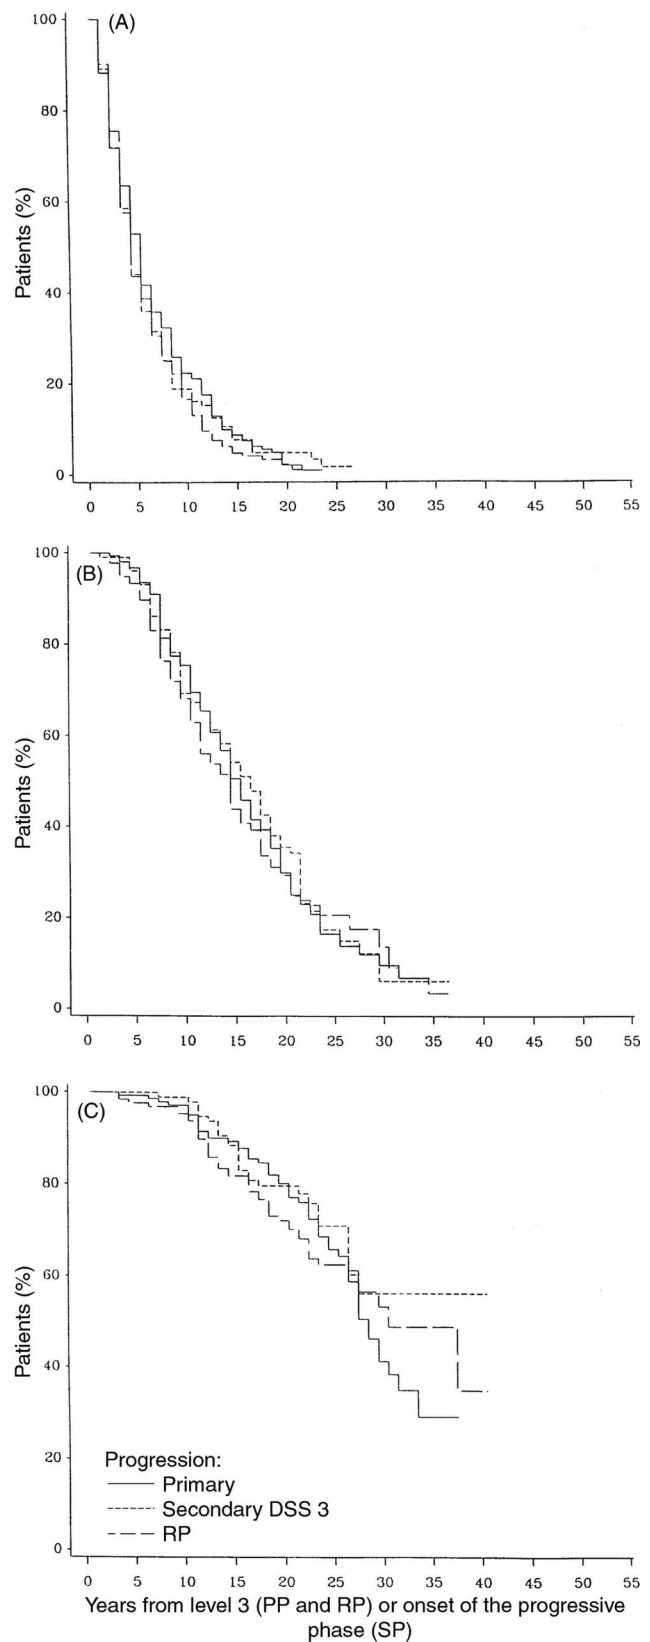 (A)
100
80
60
40
20
0
Patients (%)
0 5 10 15 20 25 30 35 40 45 50 55
(B)
100
80
60
40
20
0
Patients (%)
0 5 10 15 20 25 30 35 40 45 50 55
(C)
100
80
60
40
20
0
Patients (%)
Progression:
Primary
Secondary DSS 3
RP
0 5 10 15 20 25 30 35 40 45 50 55
Years from level 3 (PP and RP) or onset of the progressive
phase (SP)